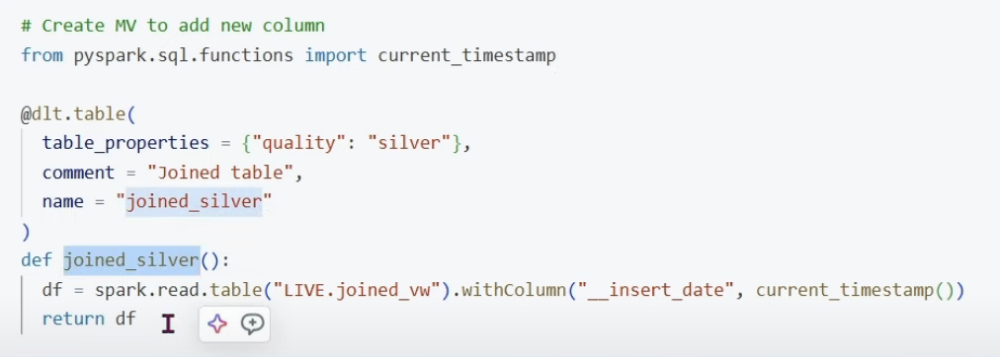 # Create MV to add new column
from pyspark.sql.functions import current_timestamp
@dlt.table(
table_properties = {"quality": "silver"},
comment = "Joined table",
name = "joined_silver"
)
def joined_silver():
df = spark.read.table("LIVE.joined_vw").withColumn("__insert_date", current_timestamp())
return df